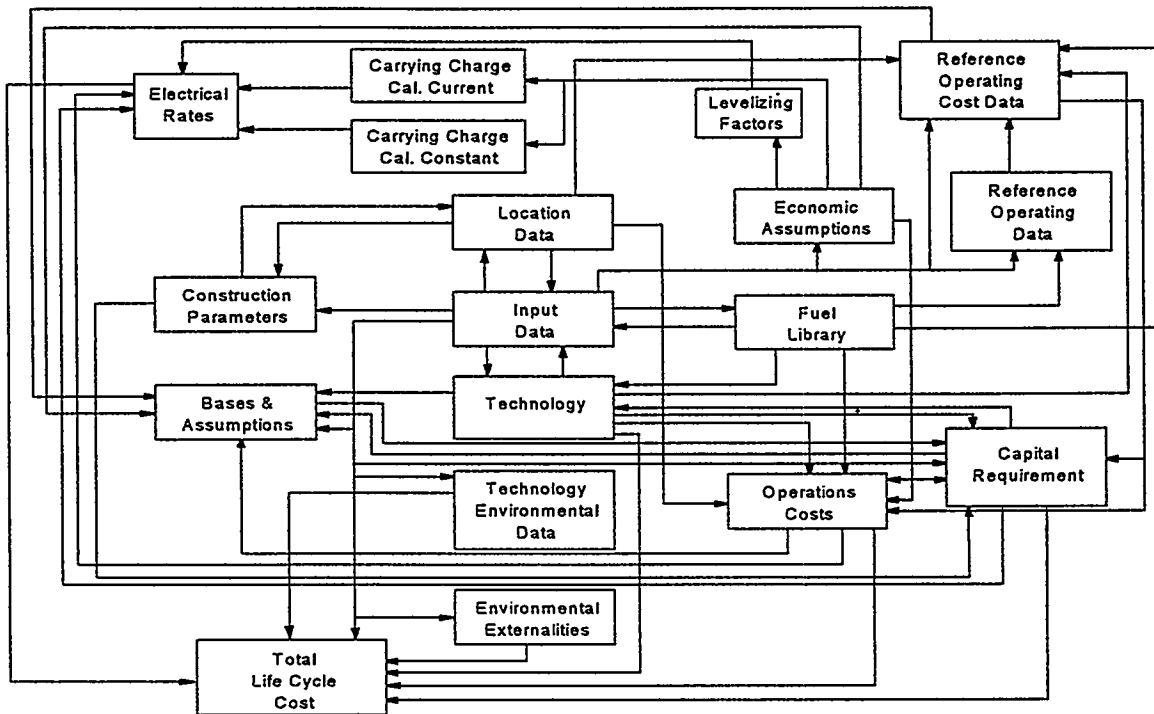 Carrying Charge
Cal. Current
Reference
Operating
Cost Data
Electrical
Rates
Levelizing
Factors
Carrying Charge
Cal. Constant
Location
Data
Economic
Assumptions
Reference
Operating
Data
Construction
Parameters
Input
Data
Fuel
Library
Bases &
Assumptions
Technology
Capital
Requirement
Technology
Environmental
Data
Operations
Costs
Environmental
Externalities
Total
Life Cycle
Cost